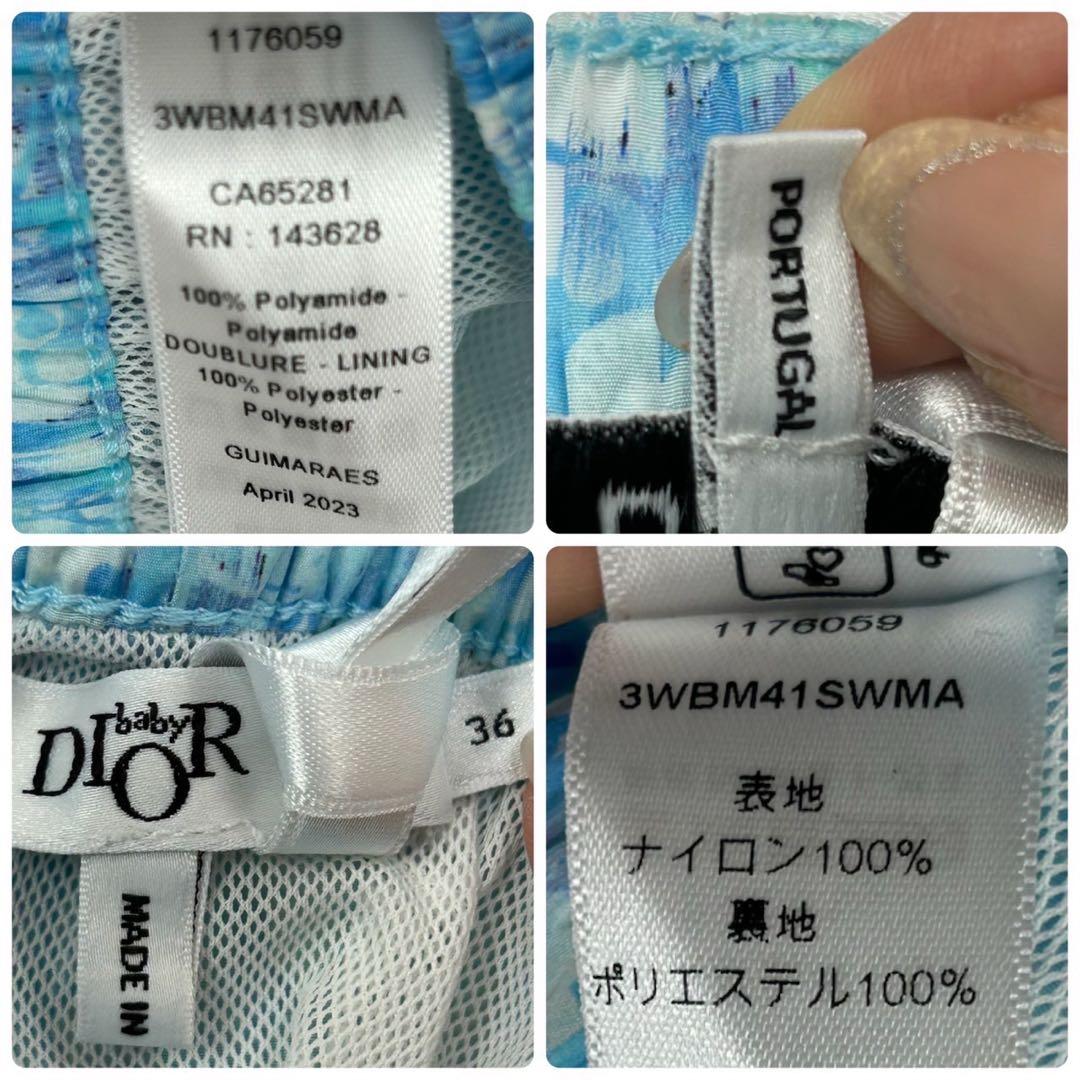 1176059
3WBM41SWMA
CA65281
RN : 143628
100% Polyamide -
Polyamide
DOUBLURE - LINING
100% Polyester -
Polyester
GUIMARAES
April 2023
PORTUGAL
baby
DIOR
36
MADE IN
1176059
3WBM41SWMA
表地
ナイロン100%
裏地
ポリエステル100%